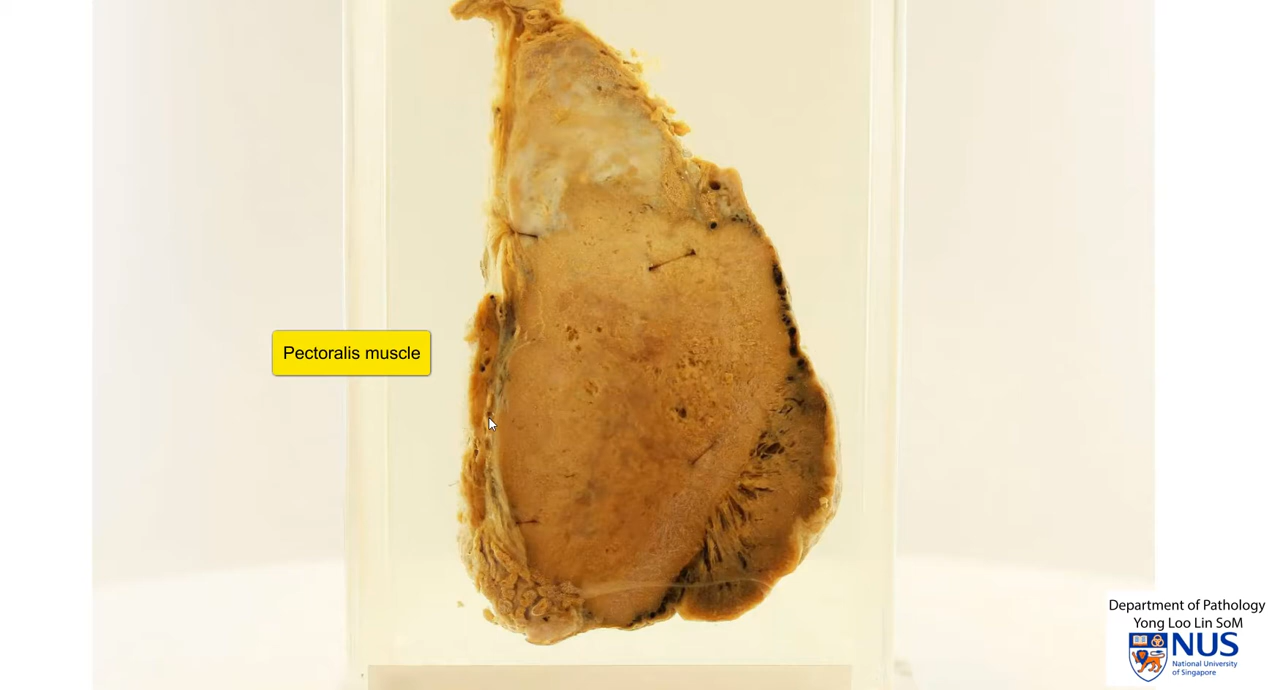 Pectoralis muscle
Department of Pathology
Yong Loo Lin SoM
NUS
National University
of Singapore